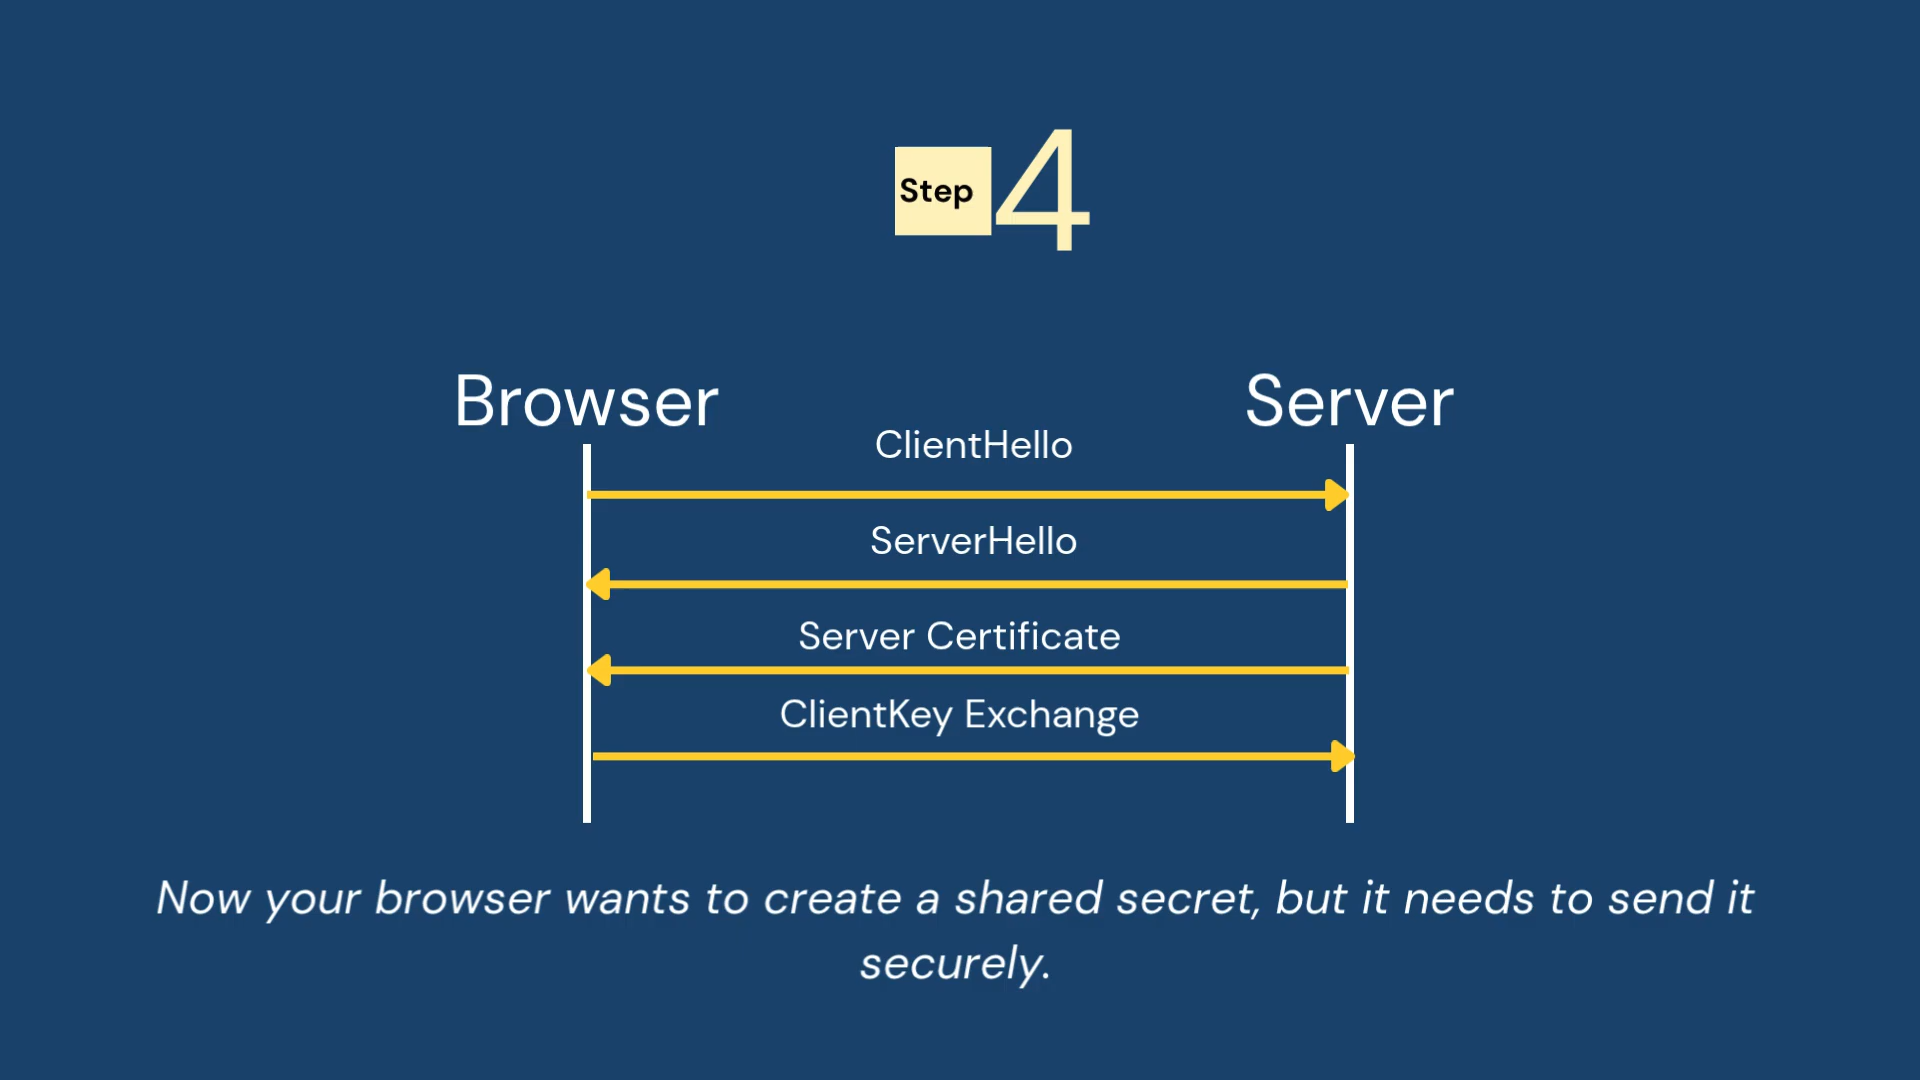 Step 4
Browser
Server
ClientHello
ServerHello
Server Certificate
ClientKey Exchange
Now your browser wants to create a shared secret, but it needs to send it
securely.